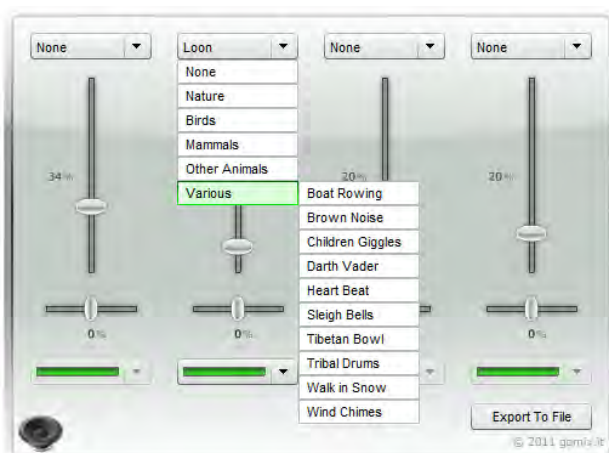 None
Loon
None
None
None
Nature
Birds
Mammals
Other Animals
Various
Boat Rowing
Brown Noise
Children Giggles
Darth Vader
Heart Beat
Sleigh Bells
Tibetan Bowl
Tribal Drums
Walk in Snow
Wind Chimes
34 %
20 %
20 %
0 %
0 %
0 %
Export To File
© 2011 gomix.it